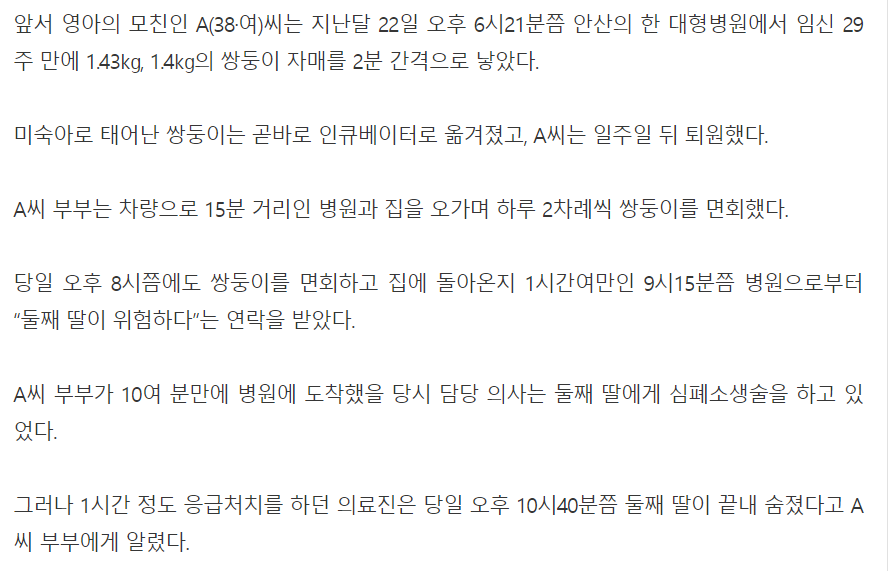 앞서 영아의 모친인 A(38·여)씨는 지난달 22일 오후 6시21분쯤 안산의 한 대형병원에서 임신 29
주 만에 1.43kg, 1.4kg의 쌍둥이 자매를 2분 간격으로 낳았다.
미숙아로 태어난 쌍둥이는 곧바로 인큐베이터로 옮겨졌고, A씨는 일주일 뒤 퇴원했다.
A씨 부부는 차량으로 15분 거리인 병원과 집을 오가며 하루 2차례씩 쌍둥이를 면회했다.
당일 오후 8시쯤에도 쌍둥이를 면회하고 집에 돌아온지 1시간여만인 9시15분쯤 병원으로부터
“둘째 딸이 위험하다”는 연락을 받았다.
A씨 부부가 10여 분만에 병원에 도착했을 당시 담당 의사는 둘째 딸에게 심폐소생술을 하고 있
었다.
그러나 1시간 정도 응급처치를 하던 의료진은 당일 오후 10시40분쯤 둘째 딸이 끝내 숨졌다고 A
씨 부부에게 알렸다.